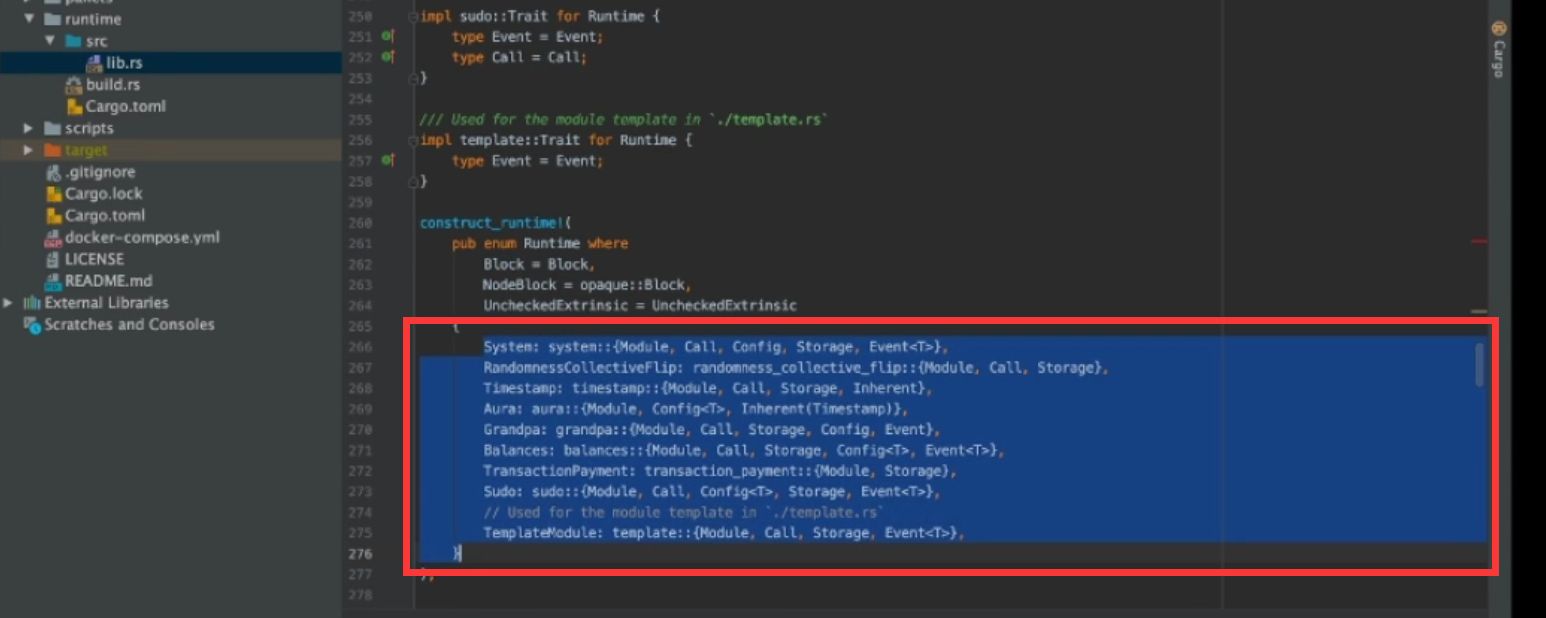 pallets
runtime
src
lib.rs
build.rs
Cargo.toml
scripts
target
.gitignore
Cargo.lock
Cargo.toml
docker-compose.yml
LICENSE
README.md
External Libraries
Scratches and Consoles
250 impl sudo::Trait for Runtime {
251 type Event = Event;
252 type Call = Call;
253 }
254
255 /// Used for the module template in `./template.rs`
256 impl template::Trait for Runtime {
257 type Event = Event;
258 }
259
260 construct_runtime!(
261 pub enum Runtime where
262 Block = Block,
263 NodeBlock = opaque::Block,
264 UncheckedExtrinsic = UncheckedExtrinsic
265 {
266 System: system::{Module, Call, Config, Storage, Event<T>},
267 RandomnessCollectiveFlip: randomness_collective_flip::{Module, Call, Storage},
268 Timestamp: timestamp::{Module, Call, Storage, Inherent},
269 Aura: aura::{Module, Config<T>, Inherent(Timestamp)},
270 Grandpa: grandpa::{Module, Call, Storage, Config, Event},
271 Balances: balances::{Module, Call, Storage, Config<T>, Event<T>},
272 TransactionPayment: transaction_payment::{Module, Storage},
273 Sudo: sudo::{Module, Call, Config<T>, Storage, Event<T>},
274 // Used for the module template in `./template.rs`
275 TemplateModule: template::{Module, Call, Storage, Event<T>},
276 }
277 );
278
Cargo